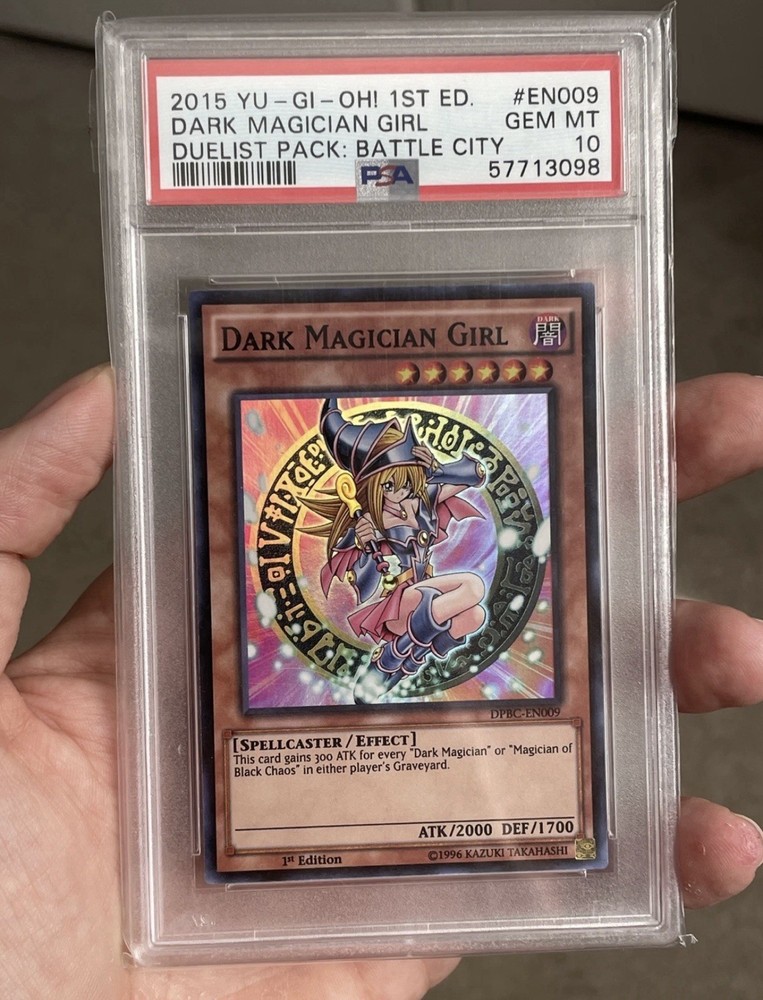 2015 YU-GI-OH! 1ST ED. #EN009
DARK MAGICIAN GIRL GEM MT
DUELIST PACK: BATTLE CITY 10
PSA 57713098
DARK MAGICIAN GIRL
DARK
闇
DPBC-EN009
[SPELLCASTER/EFFECT]
This card gains 300 ATK for every "Dark Magician" or "Magician of
Black Chaos" in either player's Graveyard.
ATK/2000 DEF/1700
1st Edition ©1996 KAZUKI TAKAHASHI